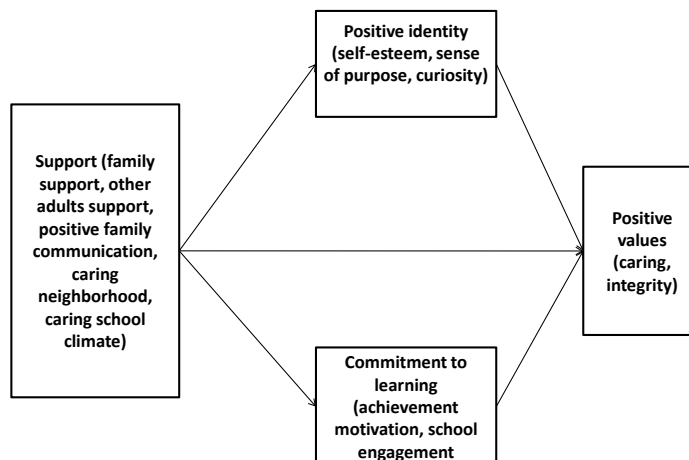 Positive identity
(self-esteem, sense
of purpose, curiosity)
Support (family
support, other
adults support,
positive family
communication,
caring
neighborhood,
caring school
climate)
Positive
values
(caring,
integrity)
Commitment to
learning
(achievement
motivation, school
engagement